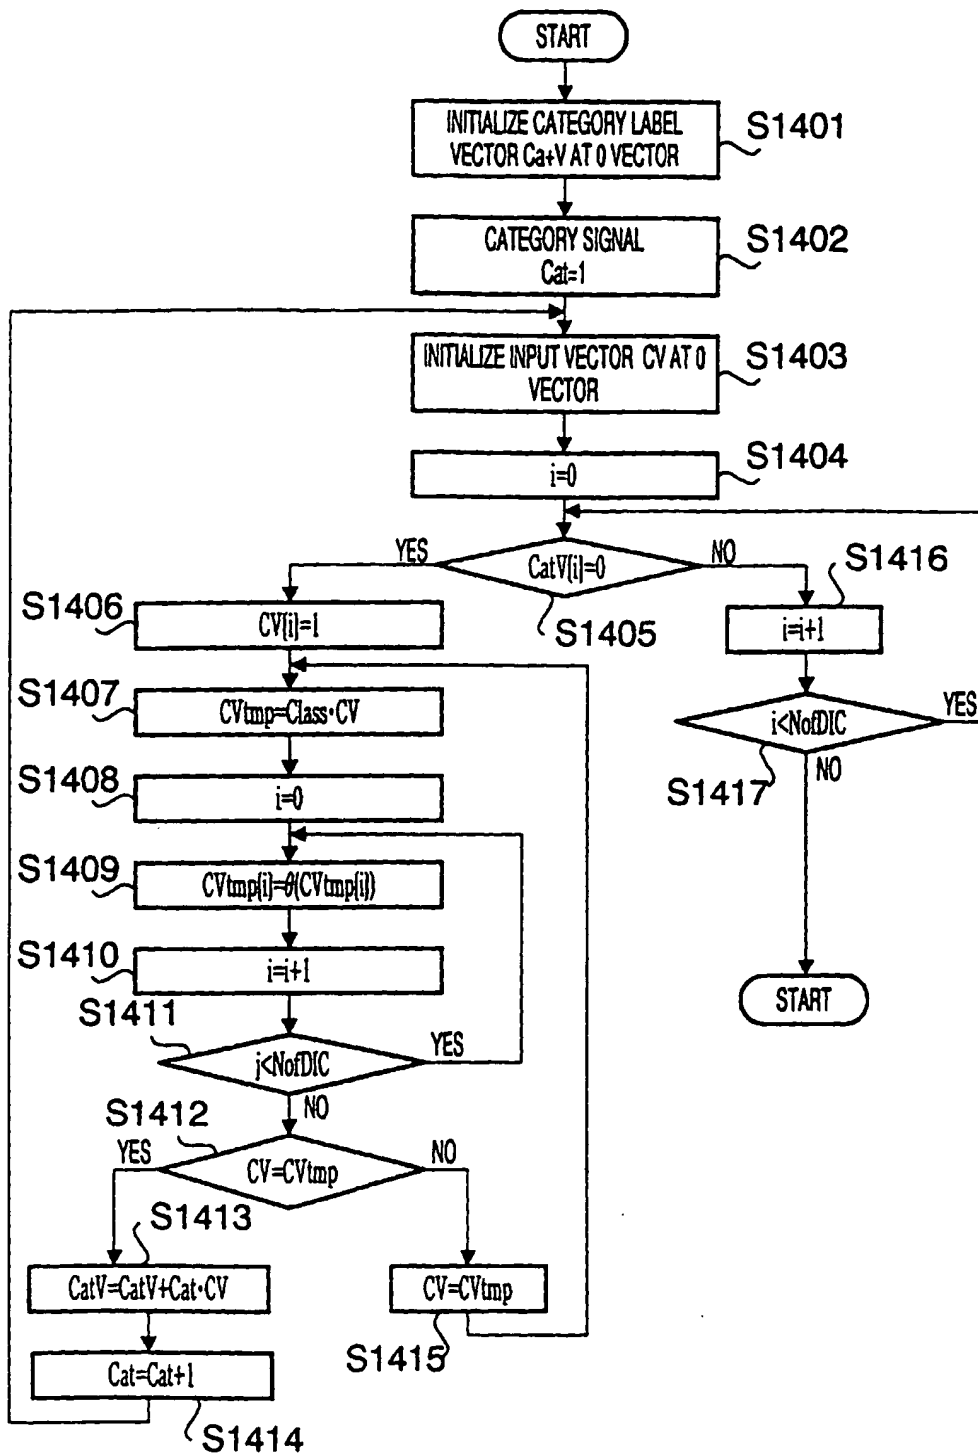 START
INITIALIZE CATEGORY LABEL
VECTOR Ca+V AT 0 VECTOR
S1401
CATEGORY SIGNAL
Cat=1
S1402
INITIALIZE INPUT VECTOR CV AT 0
VECTOR
S1403
i=0
S1404
YES
CatV[i]=0
NO
S1405
S1416
i=i+1
S1406
CV[i]=1
S1407
CVtmp=Class·CV
i<NofDIC
YES
NO
S1417
S1408
i=0
S1409
CVtmp[i]=θ(CVtmp[i])
S1410
i=i+1
START
S1411
j<NofDIC
YES
NO
S1412
YES
CV=CVtmp
NO
S1413
CatV=CatV+Cat·CV
CV=CVtmp
S1415
Cat=Cat+1
S1414